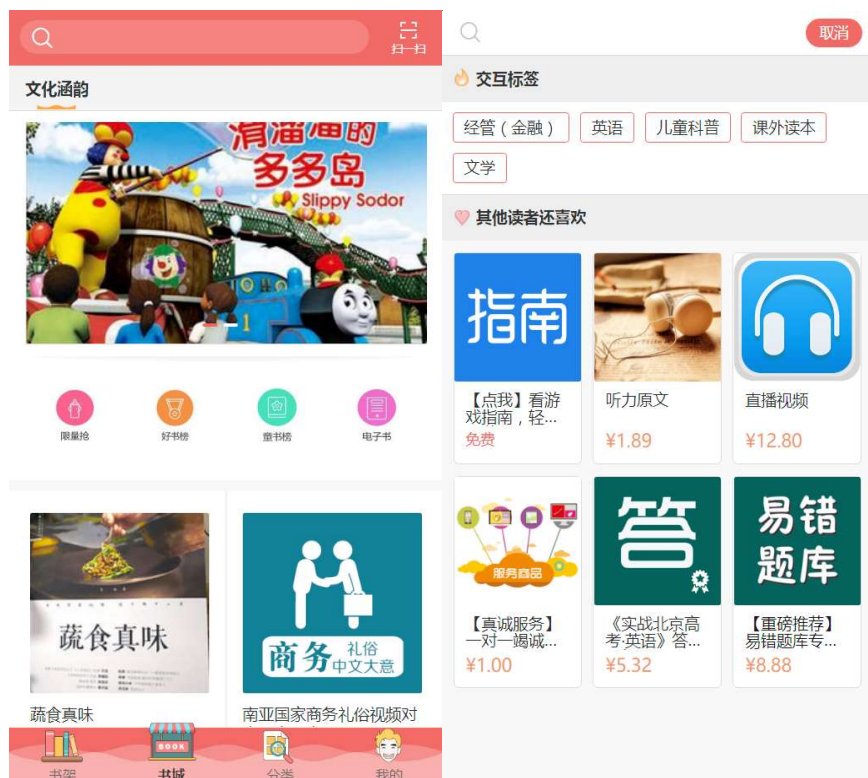 扫一扫
文化涵韵
滑溜溜的
多多岛
Slippy Sodor
1
限量抢
好书榜
童书榜
电子书
蔬食真味
商务 礼俗
中文大意
蔬食真味
南亚国家商务礼俗视频对
BOOK
书架
书城
分类
我的
取消
交互标签
经管（金融）
英语
儿童科普
课外读本
文学
其他读者还喜欢
指南
【点我】看游
戏指南，轻...
免费
听力原文
¥1.89
直播视频
¥12.80
服务商品
【真诚服务】
一对一竭诚...
¥1.00
答
《实战北京高
考·英语》答...
¥5.32
易错
题库
【重磅推荐】
易错题库专...
¥8.88